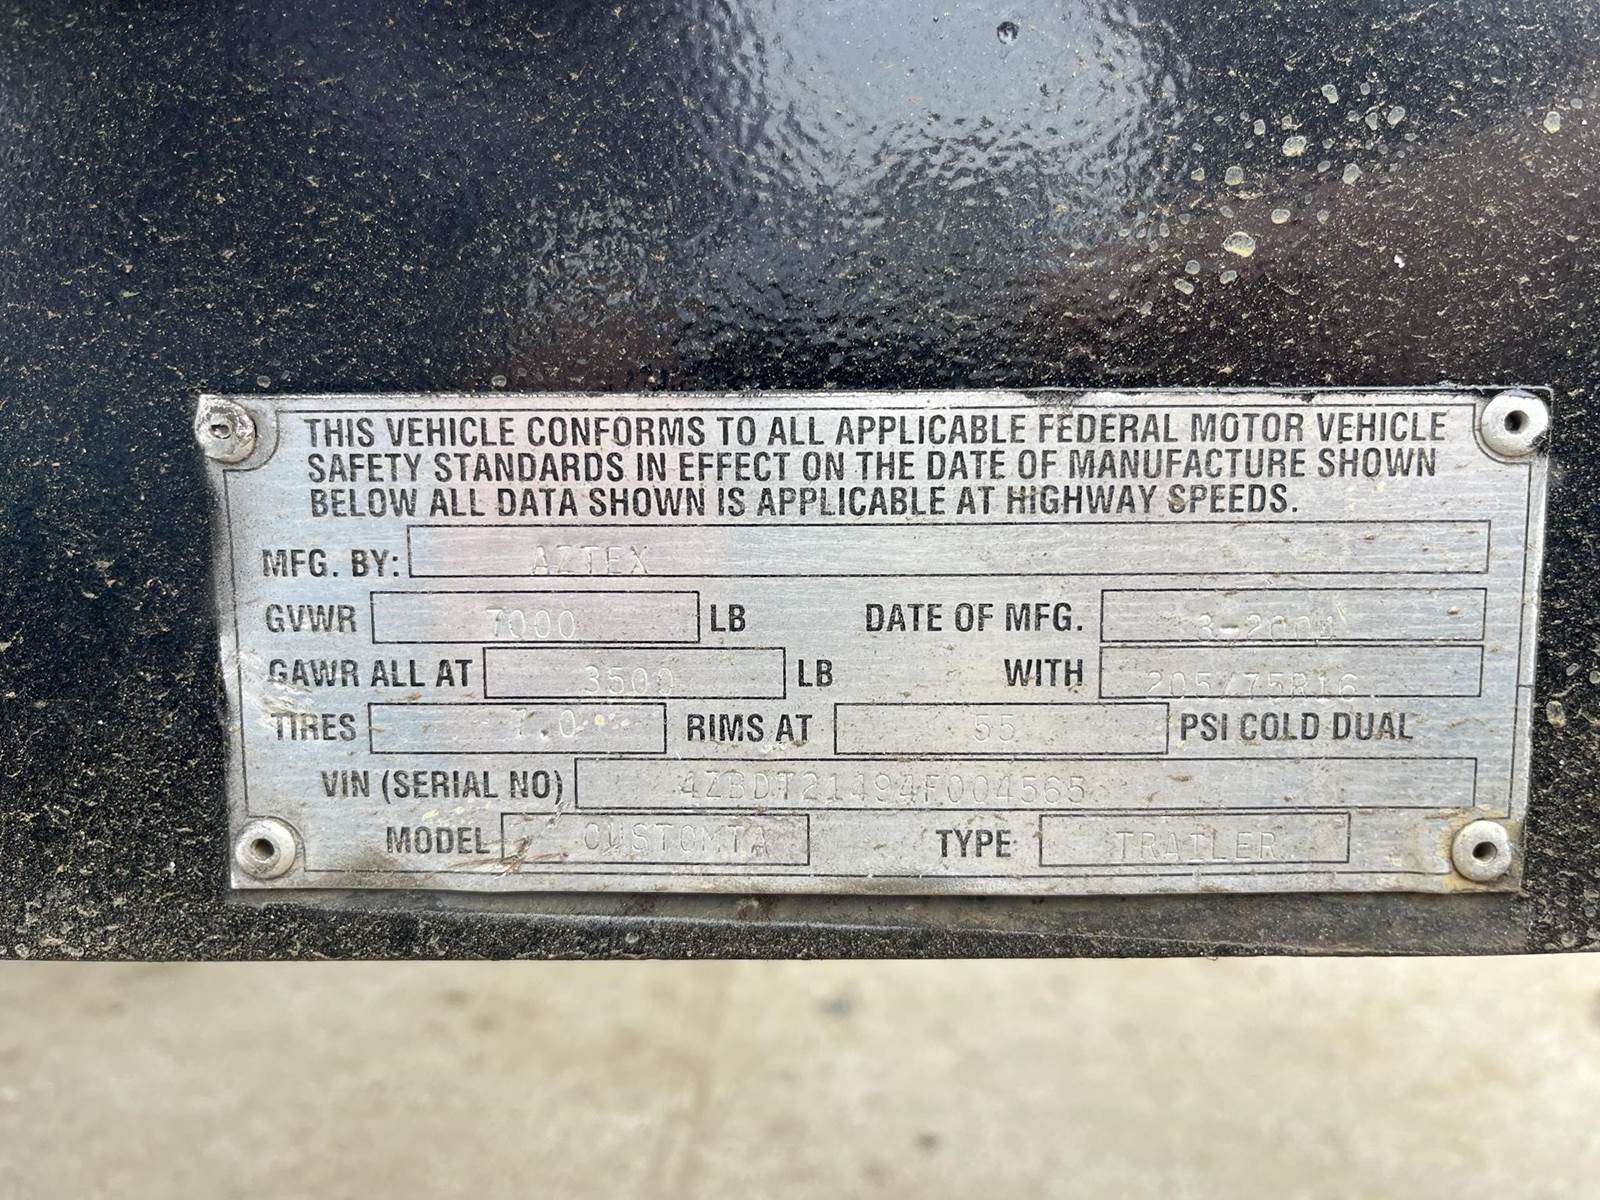 THIS VEHICLE CONFORMS TO ALL APPLICABLE FEDERAL MOTOR VEHICLE
SAFETY STANDARDS IN EFFECT ON THE DATE OF MANUFACTURE SHOWN
BELOW ALL DATA SHOWN IS APPLICABLE AT HIGHWAY SPEEDS.
MFG. BY: AZTEX
GVWR 7000 LB DATE OF MFG.
GAWR ALL AT 3500 LB WITH 205/75R16
TIRES 7.0 RIMS AT 55 PSI COLD DUAL
VIN (SERIAL NO) 4ZBDT21494F004565
MODEL CUSTOMTA TYPE TRAILER